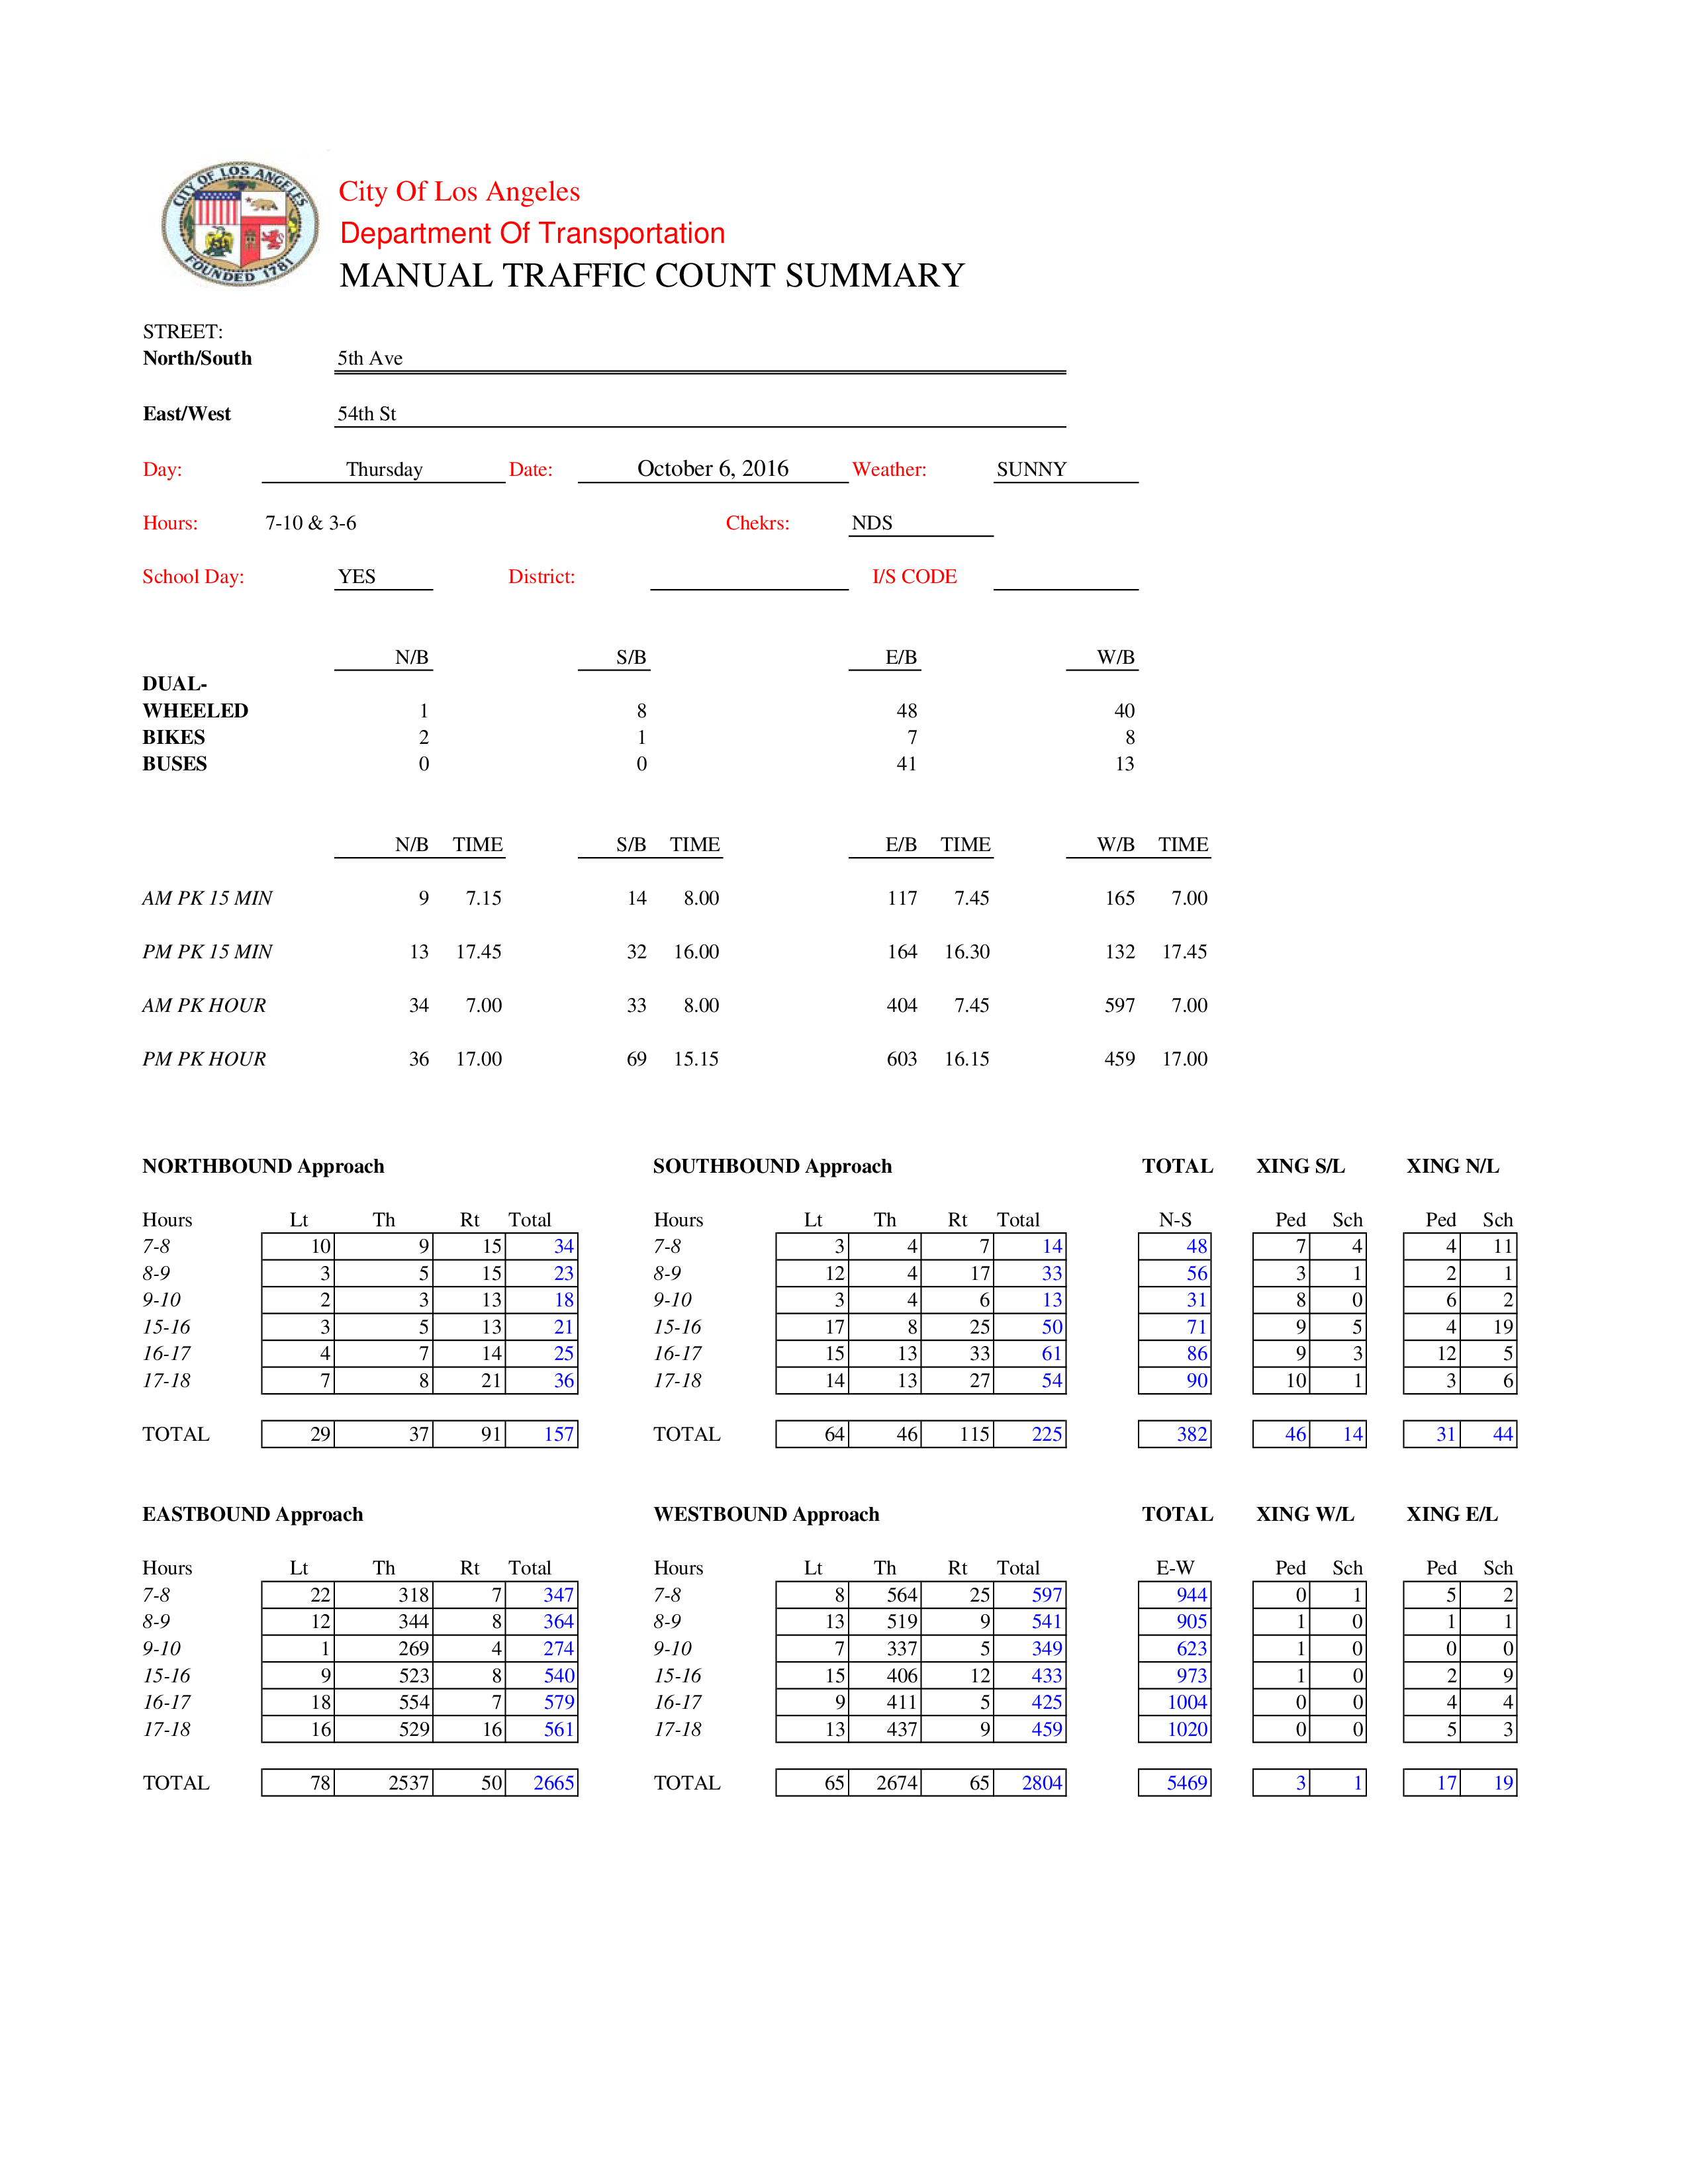 CITY OF LOS ANGELES
FOUNDED 1781
City Of Los Angeles
Department Of Transportation
MANUAL TRAFFIC COUNT SUMMARY
STREET:
North/South 5th Ave
East/West 54th St
Day: Thursday Date: October 6, 2016 Weather: SUNNY
Hours: 7-10 & 3-6 Chekrs: NDS
School Day: YES District: I/S CODE
N/B S/B E/B W/B
DUAL-
WHEELED 1 8 48 40
BIKES 2 1 7 8
BUSES 0 0 41 13
N/B TIME S/B TIME E/B TIME W/B TIME
AM PK 15 MIN 9 7.15 14 8.00 117 7.45 165 7.00
PM PK 15 MIN 13 17.45 32 16.00 164 16.30 132 17.45
AM PK HOUR 34 7.00 33 8.00 404 7.45 597 7.00
PM PK HOUR 36 17.00 69 15.15 603 16.15 459 17.00
NORTHBOUND Approach SOUTHBOUND Approach TOTAL XING S/L XING N/L
Hours Lt Th Rt Total Hours Lt Th Rt Total N-S Ped Sch Ped Sch
7-8 10 9 15 34 7-8 3 4 7 14 48 7 4 4 11
8-9 3 5 15 23 8-9 12 4 17 33 56 3 1 2 1
9-10 2 3 13 18 9-10 3 4 6 13 31 8 0 6 2
15-16 3 5 13 21 15-16 17 8 25 50 71 9 5 4 19
16-17 4 7 14 25 16-17 15 13 33 61 86 9 3 12 5
17-18 7 8 21 36 17-18 14 13 27 54 90 10 1 3 6
TOTAL 29 37 91 157 TOTAL 64 46 115 225 382 46 14 31 44
EASTBOUND Approach WESTBOUND Approach TOTAL XING W/L XING E/L
Hours Lt Th Rt Total Hours Lt Th Rt Total E-W Ped Sch Ped Sch
7-8 22 318 7 347 7-8 8 564 25 597 944 0 1 5 2
8-9 12 344 8 364 8-9 13 519 9 541 905 1 0 1 1
9-10 1 269 4 274 9-10 7 337 5 349 623 1 0 0 0
15-16 9 523 8 540 15-16 15 406 12 433 973 1 0 2 9
16-17 18 554 7 579 16-17 9 411 5 425 1004 0 0 4 4
17-18 16 529 16 561 17-18 13 437 9 459 1020 0 0 5 3
TOTAL 78 2537 50 2665 TOTAL 65 2674 65 2804 5469 3 1 17 19